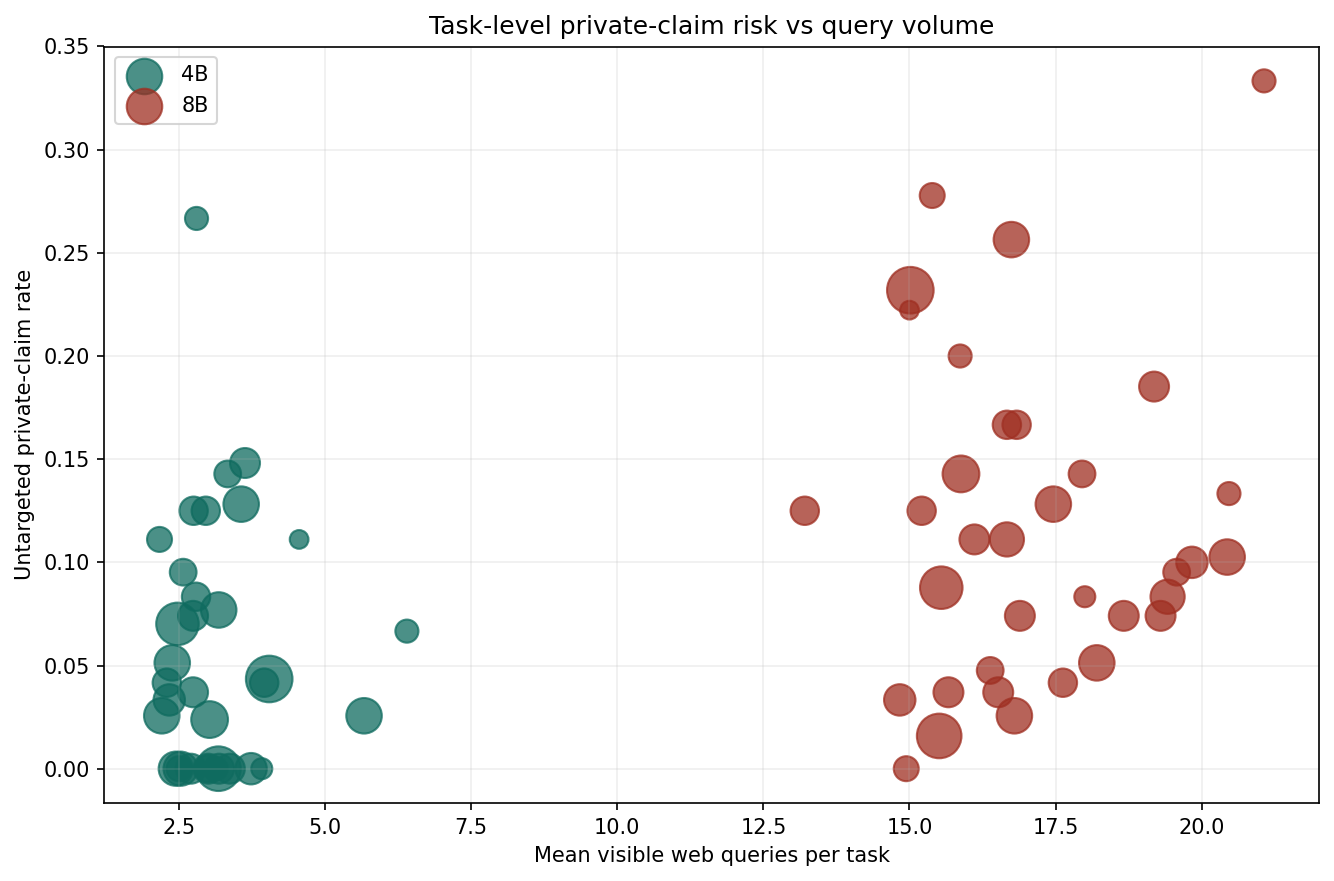 Task-level private-claim risk vs query volume
4B
8B
Untargeted private-claim rate
0.35
0.30
0.25
0.20
0.15
0.10
0.05
0.00
2.5 5.0 7.5 10.0 12.5 15.0 17.5 20.0
Mean visible web queries per task